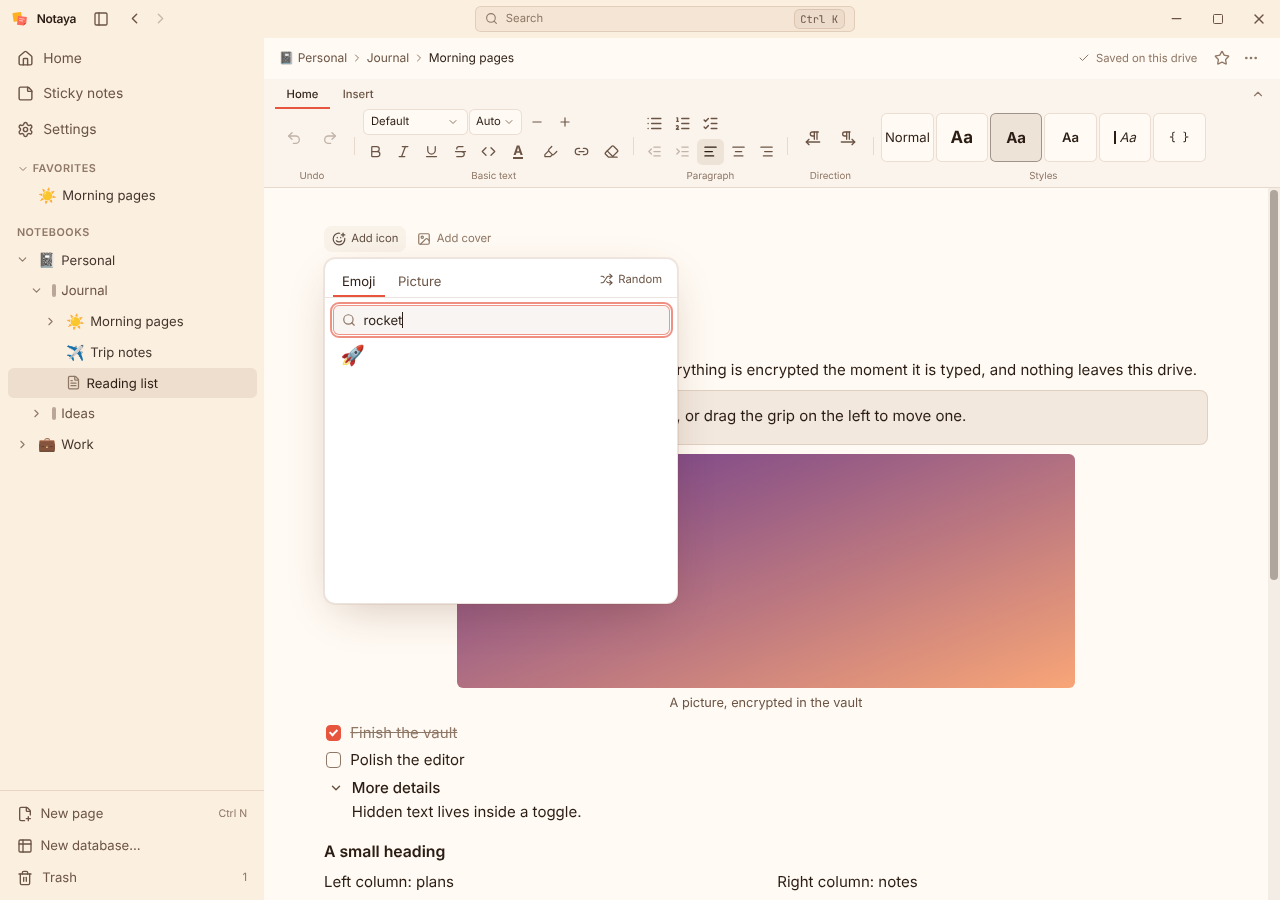 Notaya
Search
Ctrl K
Home
Sticky notes
Settings
FAVORITES
Morning pages
NOTEBOOKS
Personal
Journal
Morning pages
Trip notes
Reading list
Ideas
Work
New page
Ctrl N
New database...
Trash
1
Personal
Journal
Morning pages
Saved on this drive
Home
Insert
Default
Auto
Undo
Basic text
Paragraph
Direction
Normal
Aa
Aa
Aa
Aa
{ }
Styles
Add icon
Add cover
Emoji
Picture
Random
rocket
rything is encrypted the moment it is typed, and nothing leaves this drive.
, or drag the grip on the left to move one.
A picture, encrypted in the vault
Finish the vault
Polish the editor
More details
Hidden text lives inside a toggle.
A small heading
Left column: plans
Right column: notes